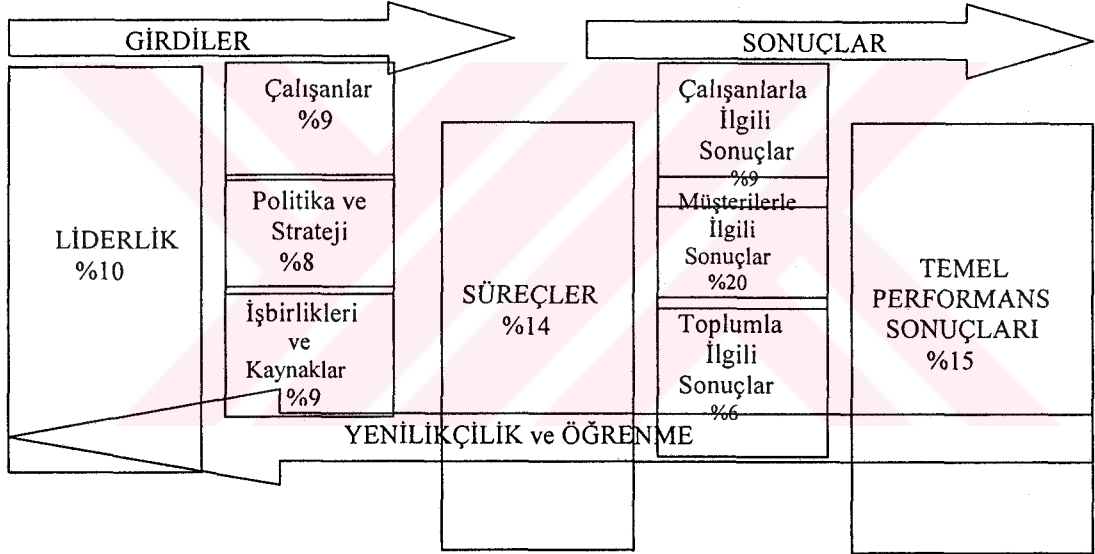 GİRDİLER
SONUÇLAR
LİDERLİK
%10
Çalışanlar
%9
Politika ve
Strateji
%8
İşbirlikleri
ve
Kaynaklar
%9
SÜREÇLER
%14
Çalışanlarla
İlgili
Sonuçlar
%9
Müşterilerle
İlgili
Sonuçlar
%20
Toplumla
İlgili
Sonuçlar
%6
TEMEL
PERFORMANS
SONUÇLARI
%15
YENİLİKÇİLİK ve ÖĞRENME